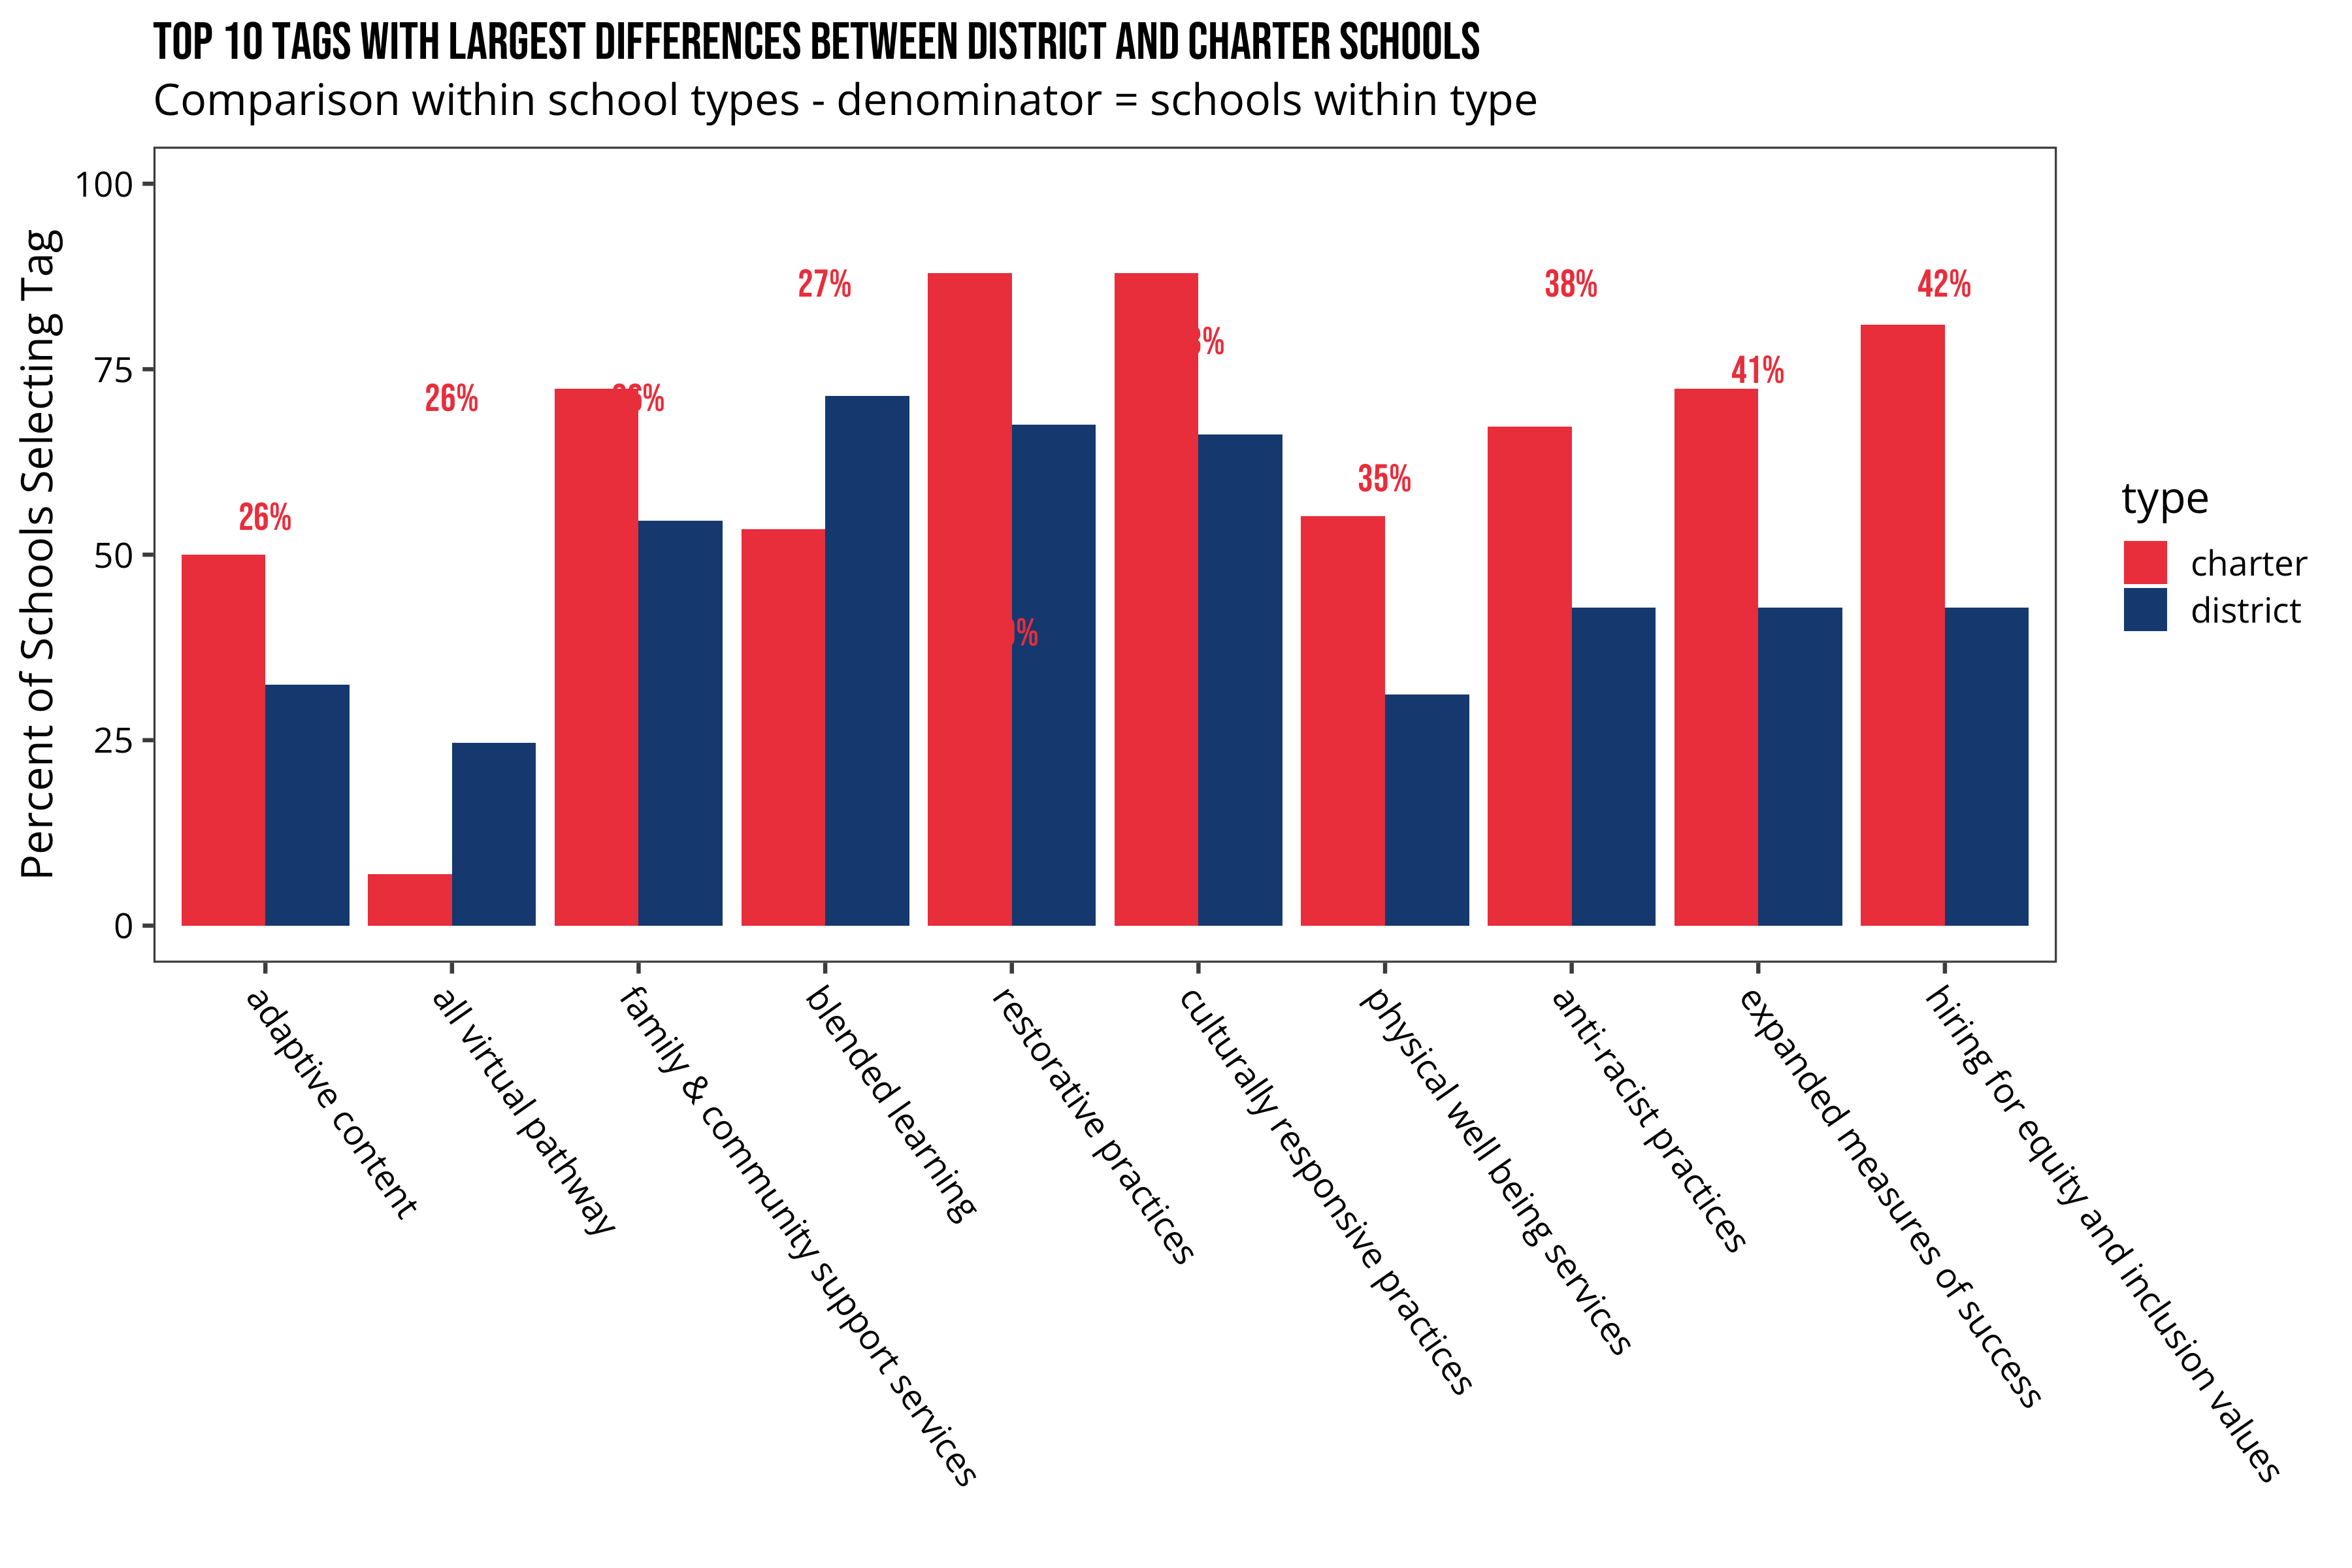 TOP 10 TAGS WITH LARGEST DIFFERENCES BETWEEN DISTRICT AND CHARTER SCHOOLS
Comparison within school types - denominator = schools within type
Percent of Schools Selecting Tag
100
75
50
25
0
26%
26%
27%
35%
38%
41%
42%
adaptive content
all virtual pathway
family & community support services
blended learning
restorative practices
culturally responsive practices
physical well being services
anti-racist practices
expanded measures of success
hiring for equity and inclusion values
type
charter
district